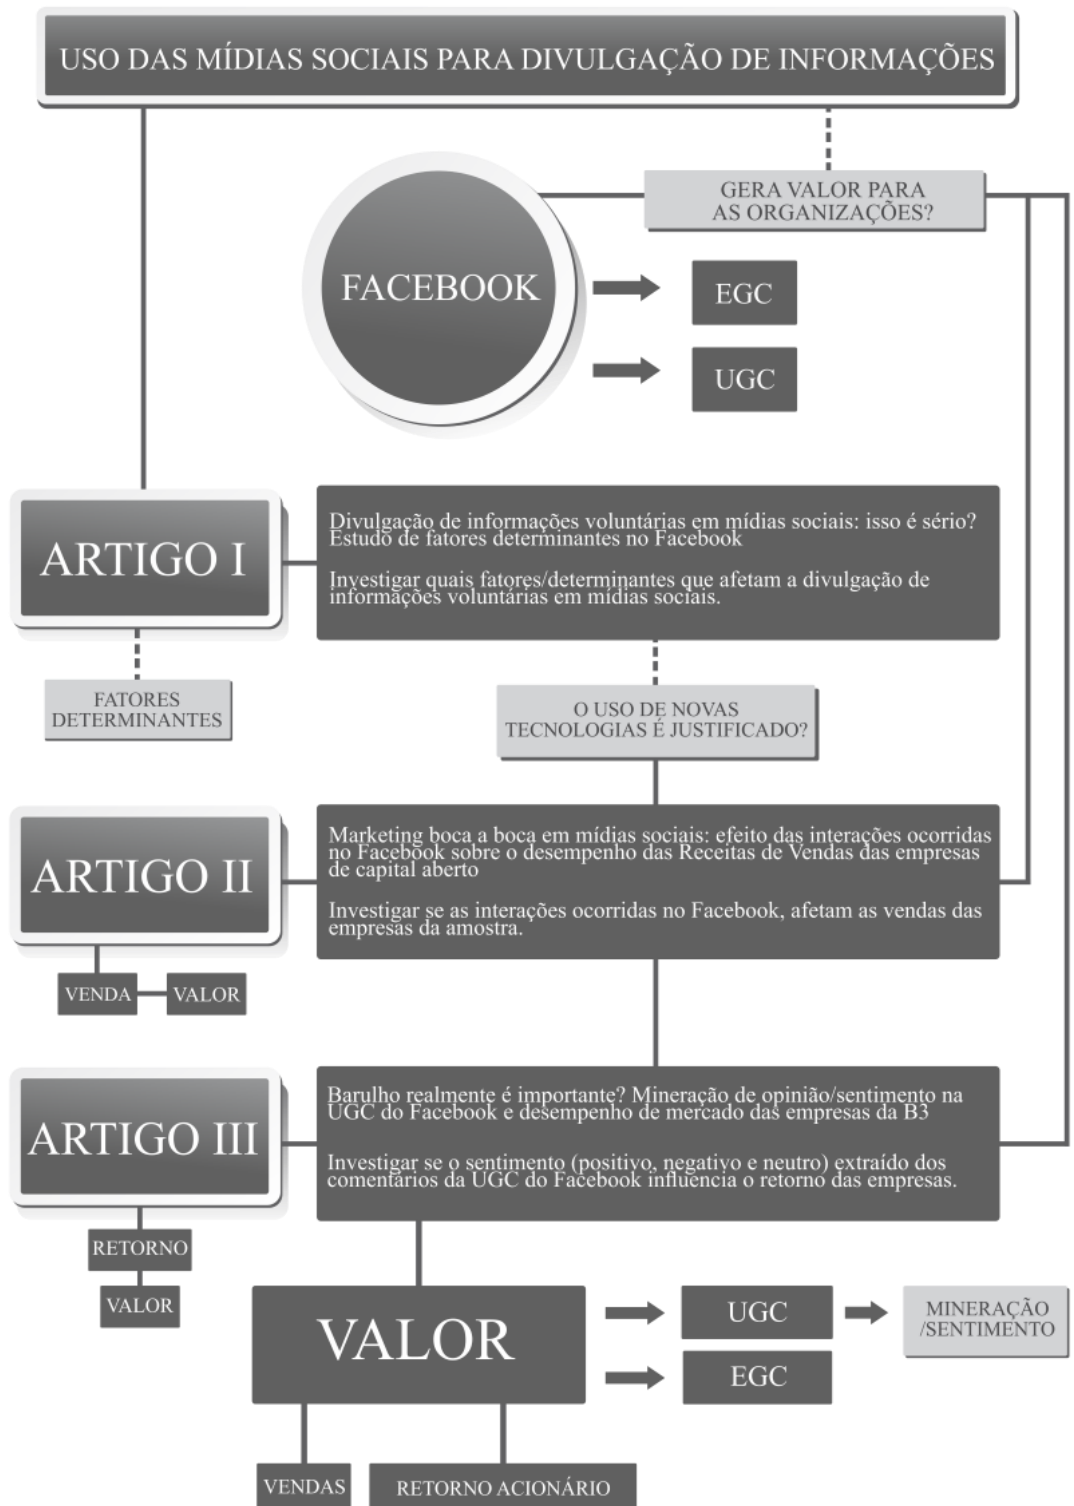 USO DAS MÍDIAS SOCIAIS PARA DIVULGAÇÃO DE INFORMAÇÕES
GERA VALOR PARA
AS ORGANIZAÇÕES?
FACEBOOK
EGC
UGC
ARTIGO I
Divulgação de informações voluntárias em mídias sociais: isso é sério?
Estudo de fatores determinantes no Facebook
Investigar quais fatores/determinantes que afetam a divulgação de
informações voluntárias em mídias sociais.
FATORES
DETERMINANTES
O USO DE NOVAS
TECNOLOGIAS É JUSTIFICADO?
ARTIGO II
Marketing boca a boca em mídias sociais: efeito das interações ocorridas
no Facebook sobre o desempenho das Receitas de Vendas das empresas
de capital aberto
Investigar se as interações ocorridas no Facebook, afetam as vendas das
empresas da amostra.
VENDA
VALOR
ARTIGO III
Barulho realmente é importante? Mineração de opinião/sentimento na
UGC do Facebook e desempenho de mercado das empresas da B3
Investigar se o sentimento (positivo, negativo e neutro) extraído dos
comentários da UGC do Facebook influencia o retorno das empresas.
RETORNO
VALOR
VALOR
UGC
MINERAÇÃO
/SENTIMENTO
EGC
VENDAS
RETORNO ACIONÁRIO